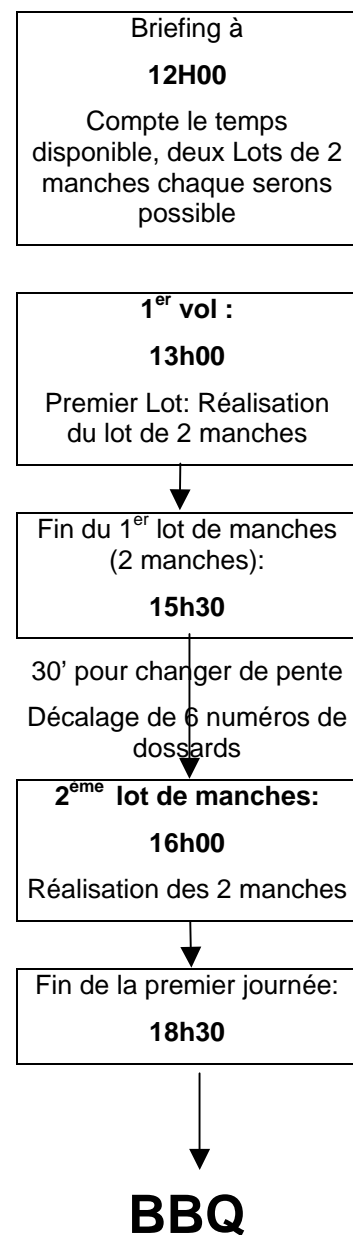 Briefing à
12H00
Compte le temps
disponible, deux Lots de 2
manches chaque serons
possible
1er vol :
13h00
Premier Lot: Réalisation
du lot de 2 manches
Fin du 1er lot de manches
(2 manches):
15h30
30’ pour changer de pente
Décalage de 6 numéros de
dossards
2ème lot de manches:
16h00
Réalisation des 2 manches
Fin de la premier journée:
18h30
BBQ